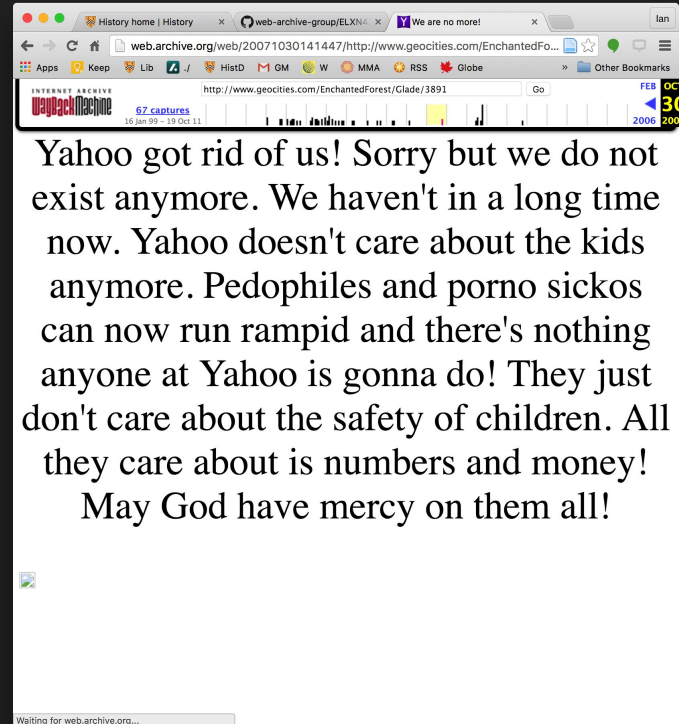 History home | History
web-archive-group/ELXN4
We are no more!
Ian
web.archive.org/web/20071030141447/http://www.geocities.com/EnchantedFo...
Apps Keep Lib ./ HistD GM W MMA RSS Globe » Other Bookmarks
INTERNET ARCHIVE
WayBackMachine
http://www.geocities.com/EnchantedForest/Glade/3891 Go
67 captures
16 Jan 99 - 19 Oct 11
FEB OCT
30
2006
Yahoo got rid of us! Sorry but we do not
exist anymore. We haven't in a long time
now. Yahoo doesn't care about the kids
anymore. Pedophiles and porno sickos
can now run rampid and there's nothing
anyone at Yahoo is gonna do! They just
don't care about the safety of children. All
they care about is numbers and money!
May God have mercy on them all!
Waiting for web.archive.org...